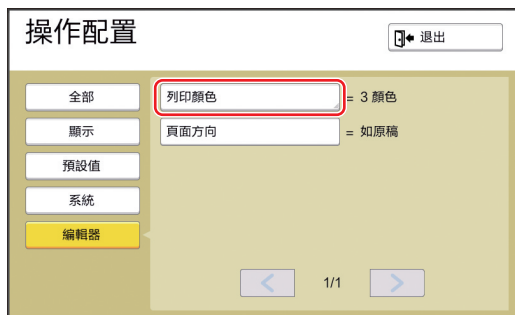 操作配置
退出
全部
列印顏色 = 3 顏色
顯示
頁面方向 = 如原稿
預設值
系統
編輯器
1/1